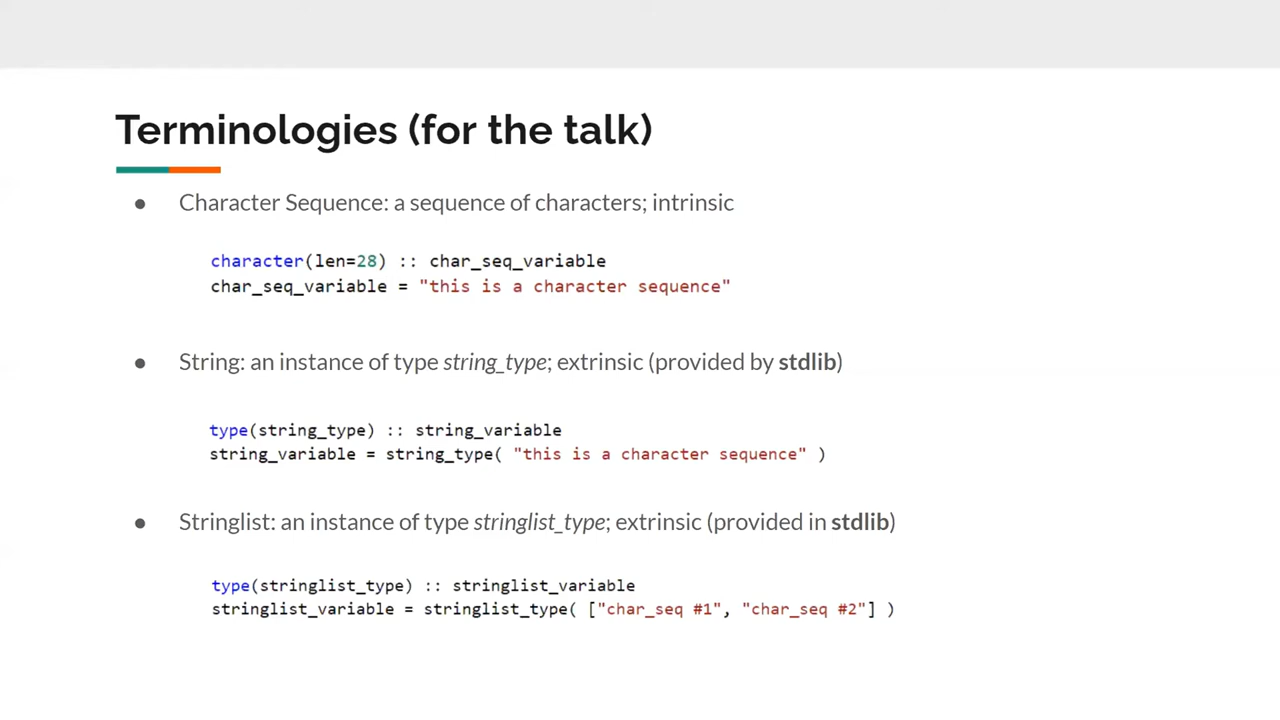 Terminologies (for the talk)
● Character Sequence: a sequence of characters; intrinsic
character(len=28) :: char_seq_variable
char_seq_variable = "this is a character sequence"
● String: an instance of type string_type; extrinsic (provided by stdlib)
type(string_type) :: string_variable
string_variable = string_type( "this is a character sequence" )
● Stringlist: an instance of type stringlist_type; extrinsic (provided in stdlib)
type(stringlist_type) :: stringlist_variable
stringlist_variable = stringlist_type( ["char_seq #1", "char_seq #2"] )